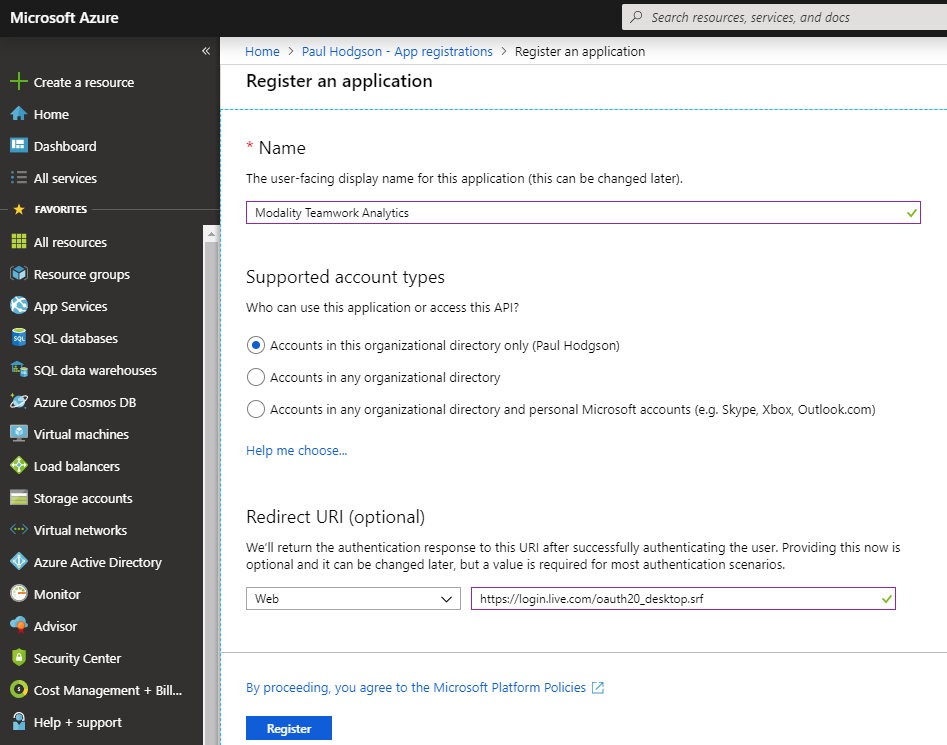 Microsoft Azure
Search resources, services, and docs
«
Create a resource
Home
Dashboard
All services
FAVORITES
All resources
Resource groups
App Services
SQL databases
SQL data warehouses
Azure Cosmos DB
Virtual machines
Load balancers
Storage accounts
Virtual networks
Azure Active Directory
Monitor
Advisor
Security Center
Cost Management + Bill...
Help + support
Home > Paul Hodgson - App registrations > Register an application
Register an application
* Name
The user-facing display name for this application (this can be changed later).
Modality Teamwork Analytics
Supported account types
Who can use this application or access this API?
Accounts in this organizational directory only (Paul Hodgson)
Accounts in any organizational directory
Accounts in any organizational directory and personal Microsoft accounts (e.g. Skype, Xbox, Outlook.com)
Help me choose...
Redirect URI (optional)
We'll return the authentication response to this URI after successfully authenticating the user. Providing this now is
optional and it can be changed later, but a value is required for most authentication scenarios.
Web https://login.live.com/oauth20_desktop.srf
By proceeding, you agree to the Microsoft Platform Policies
Register